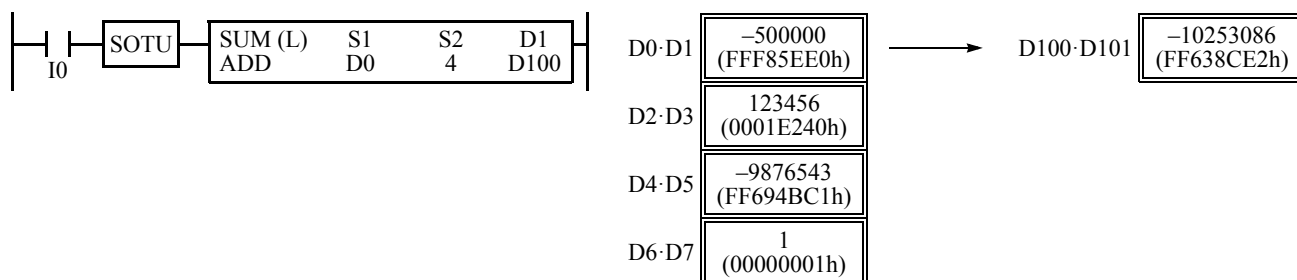 SOTU
SUM (L) S1 S2 D1
ADD D0 4 D100
I0
D0·D1
–500000
(FFF85EE0h)
D100·D101
–10253086
(FF638CE2h)
D2·D3
123456
(0001E240h)
D4·D5
–9876543
(FF694BC1h)
D6·D7
1
(00000001h)